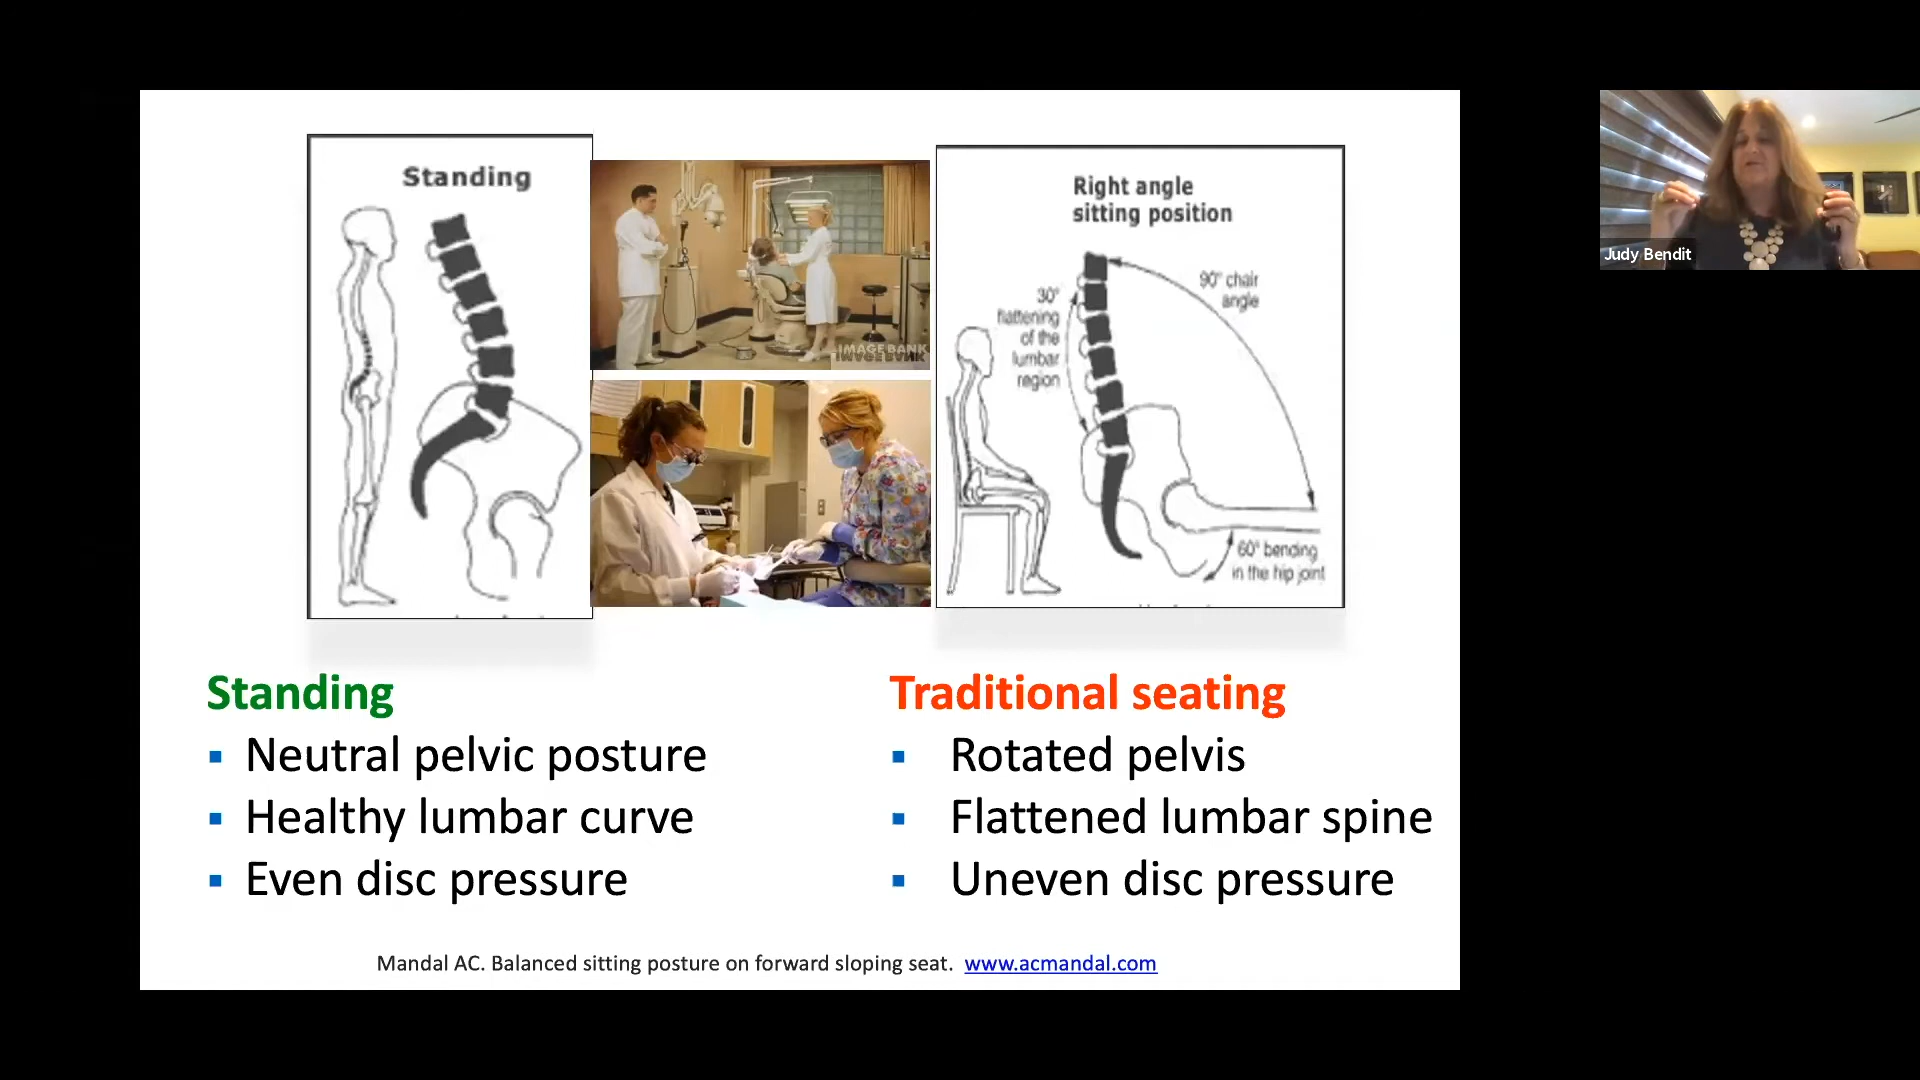 Standing
Right angle
sitting position
90° chair
angle
30°
flattening
of the
lumbar
region
60° bending
in the hip joint
IMAGE BANK
Judy Bendit
Standing
▪ Neutral pelvic posture
▪ Healthy lumbar curve
▪ Even disc pressure
Traditional seating
▪ Rotated pelvis
▪ Flattened lumbar spine
▪ Uneven disc pressure
Mandal AC. Balanced sitting posture on forward sloping seat. www.acmandal.com